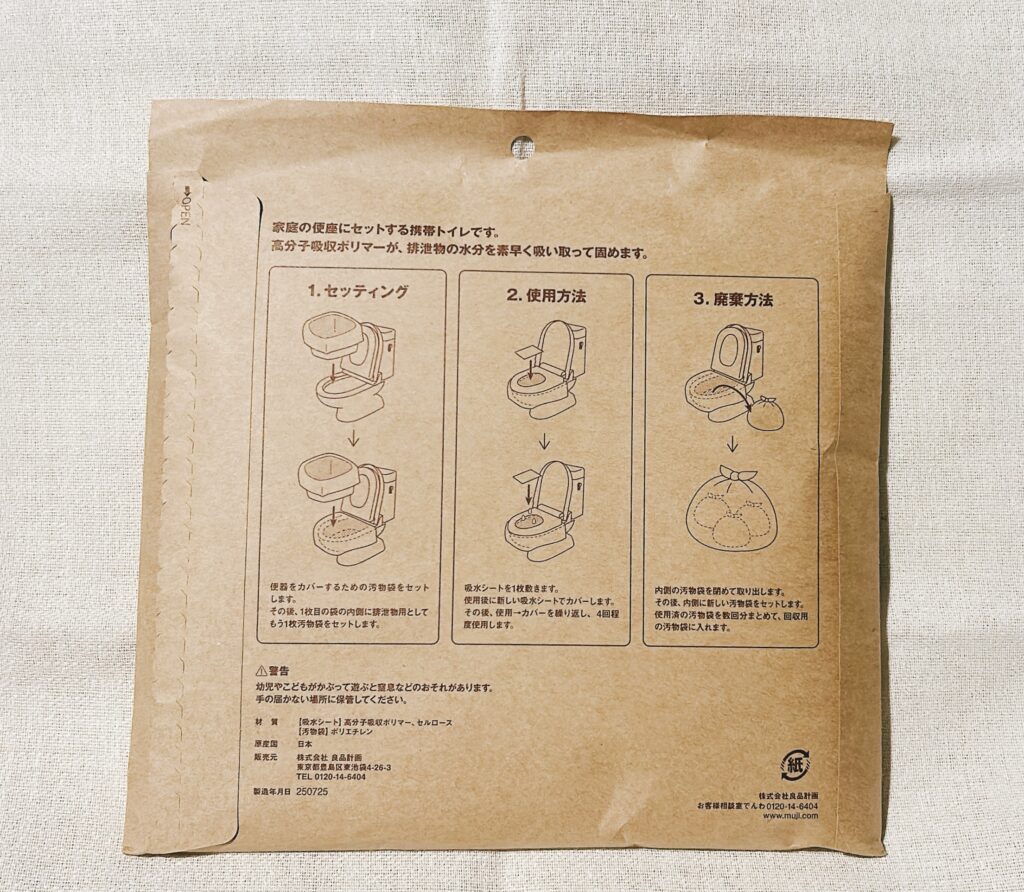 OPEN
家庭の便座にセットする携帯トイレです。
高分子吸収ポリマーが、排泄物の水分を素早く吸い取って固めます。
1. セッティング
便器をカバーするための汚物袋をセット
します。
その後、1枚目の袋の内側に排泄物用として
もう1枚汚物袋をセットします。
2. 使用方法
吸水シートを1枚敷きます。
使用後に新しい吸水シートでカバーします。
その後、使用→カバーを繰り返し、4回程
度使用します。
3. 廃棄方法
内側の汚物袋を閉めて取り出します。
その後、内側に新しい汚物袋をセットします。
使用済の汚物袋を数回分まとめて、回収用
の汚物袋に入れます。
⚠警告
幼児やこどもがかぶって遊ぶと窒息などのおそれがあります。
手の届かない場所に保管してください。
材 質 【吸水シート】高分子吸収ポリマー、セルロース
【汚物袋】ポリエチレン
原産国 日本
販売元 株式会社 良品計画
東京都豊島区東池袋4-26-3
TEL 0120-14-6404
製造年月日 250725
紙
株式会社良品計画
お客様相談室でんわ0120-14-6404
www.muji.com